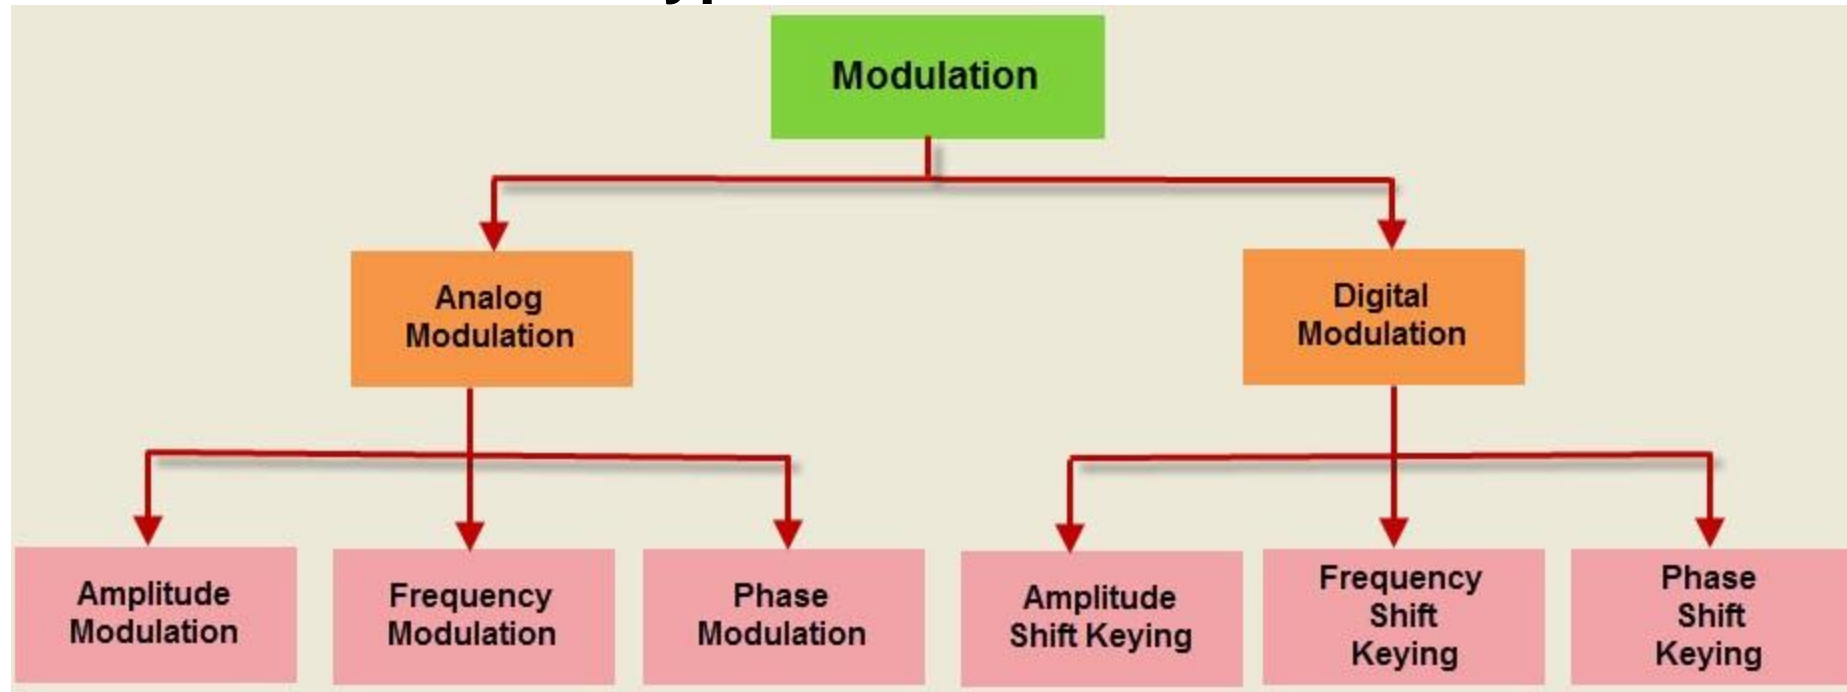 Modulation
Analog
Modulation
Digital
Modulation
Amplitude
Modulation
Frequency
Modulation
Phase
Modulation
Amplitude
Shift Keying
Frequency
Shift
Keying
Phase
Shift
Keying